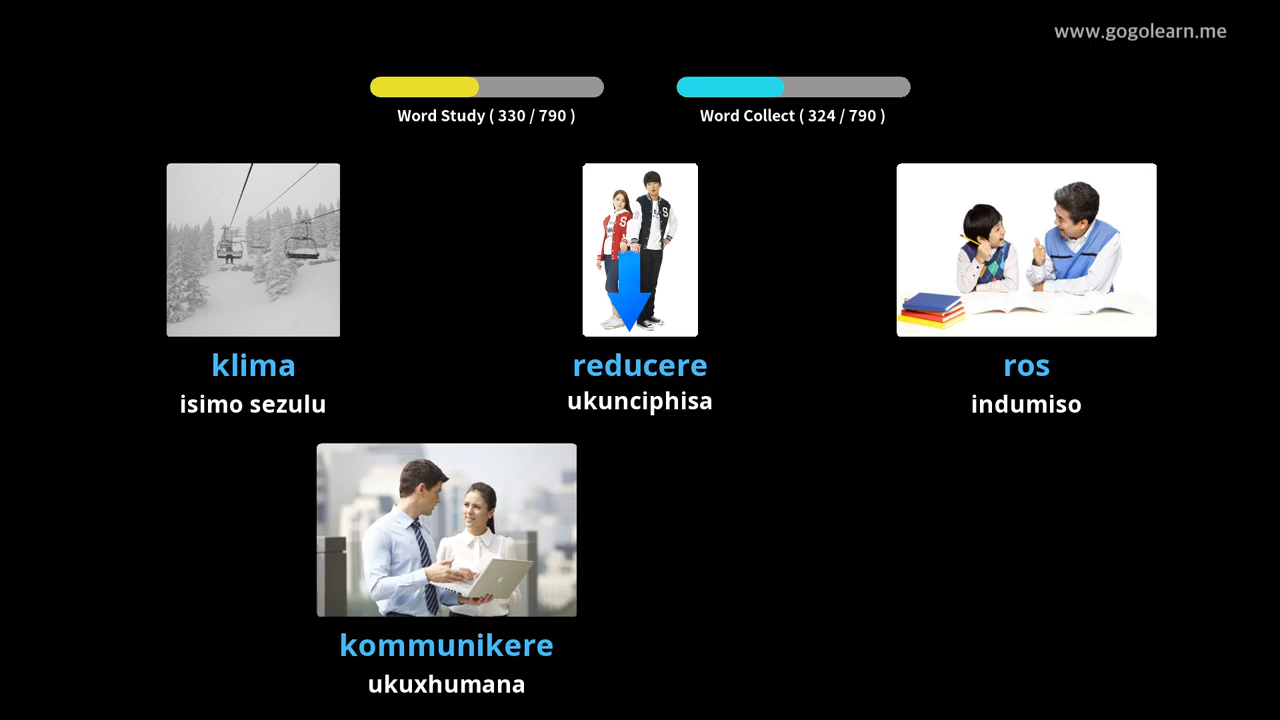 www.gogolearn.me
Word Study ( 330 / 790 )
Word Collect ( 324 / 790 )
klima
isimo sezulu
reducere
ukunciphisa
ros
indumiso
kommunikere
ukuxhumana